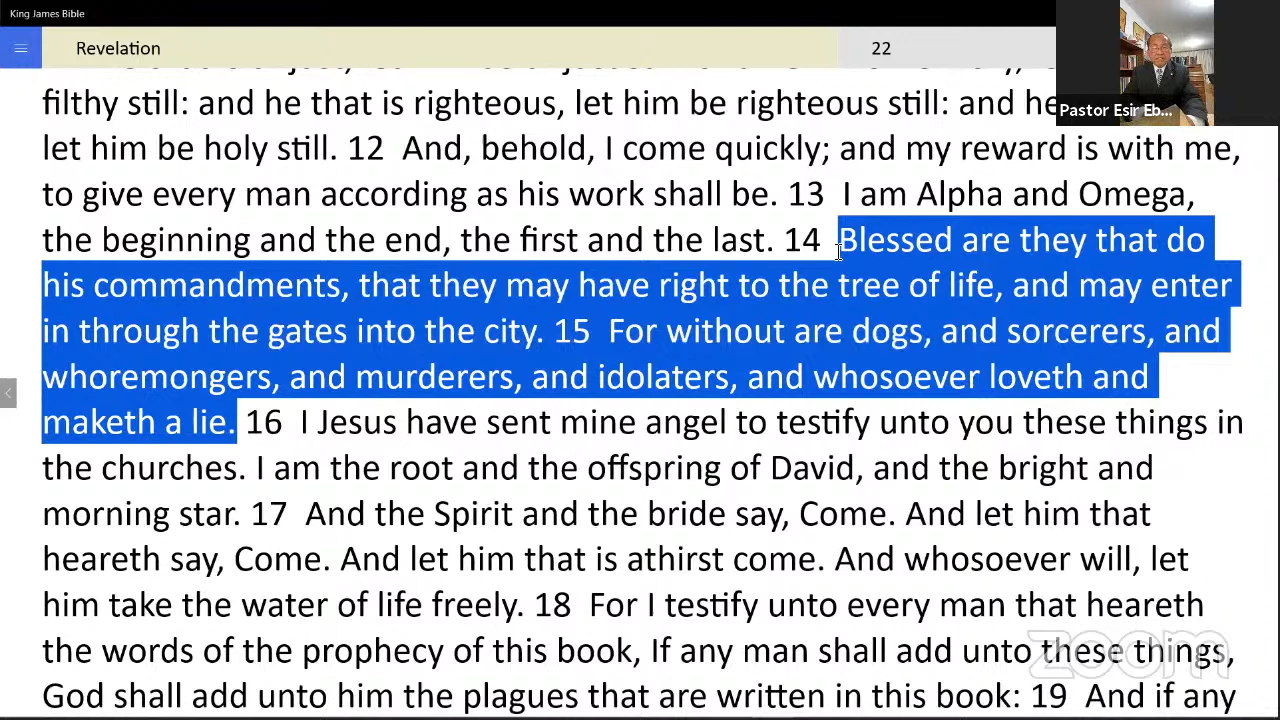 King James Bible
Revelation
22
filthy still: and he that is righteous, let him be righteous still: and he
let him be holy still. 12 And, behold, I come quickly; and my reward is with me,
to give every man according as his work shall be. 13 I am Alpha and Omega,
the beginning and the end, the first and the last. 14 Blessed are they that do
his commandments, that they may have right to the tree of life, and may enter
in through the gates into the city. 15 For without are dogs, and sorcerers, and
whoremongers, and murderers, and idolaters, and whosoever loveth and
maketh a lie. 16 I Jesus have sent mine angel to testify unto you these things in
the churches. I am the root and the offspring of David, and the bright and
morning star. 17 And the Spirit and the bride say, Come. And let him that
heareth say, Come. And let him that is athirst come. And whosoever will, let
him take the water of life freely. 18 For I testify unto every man that heareth
the words of the prophecy of this book, If any man shall add unto these things,
God shall add unto him the plagues that are written in this book: 19 And if any
Pastor Esir Eb...
zoom